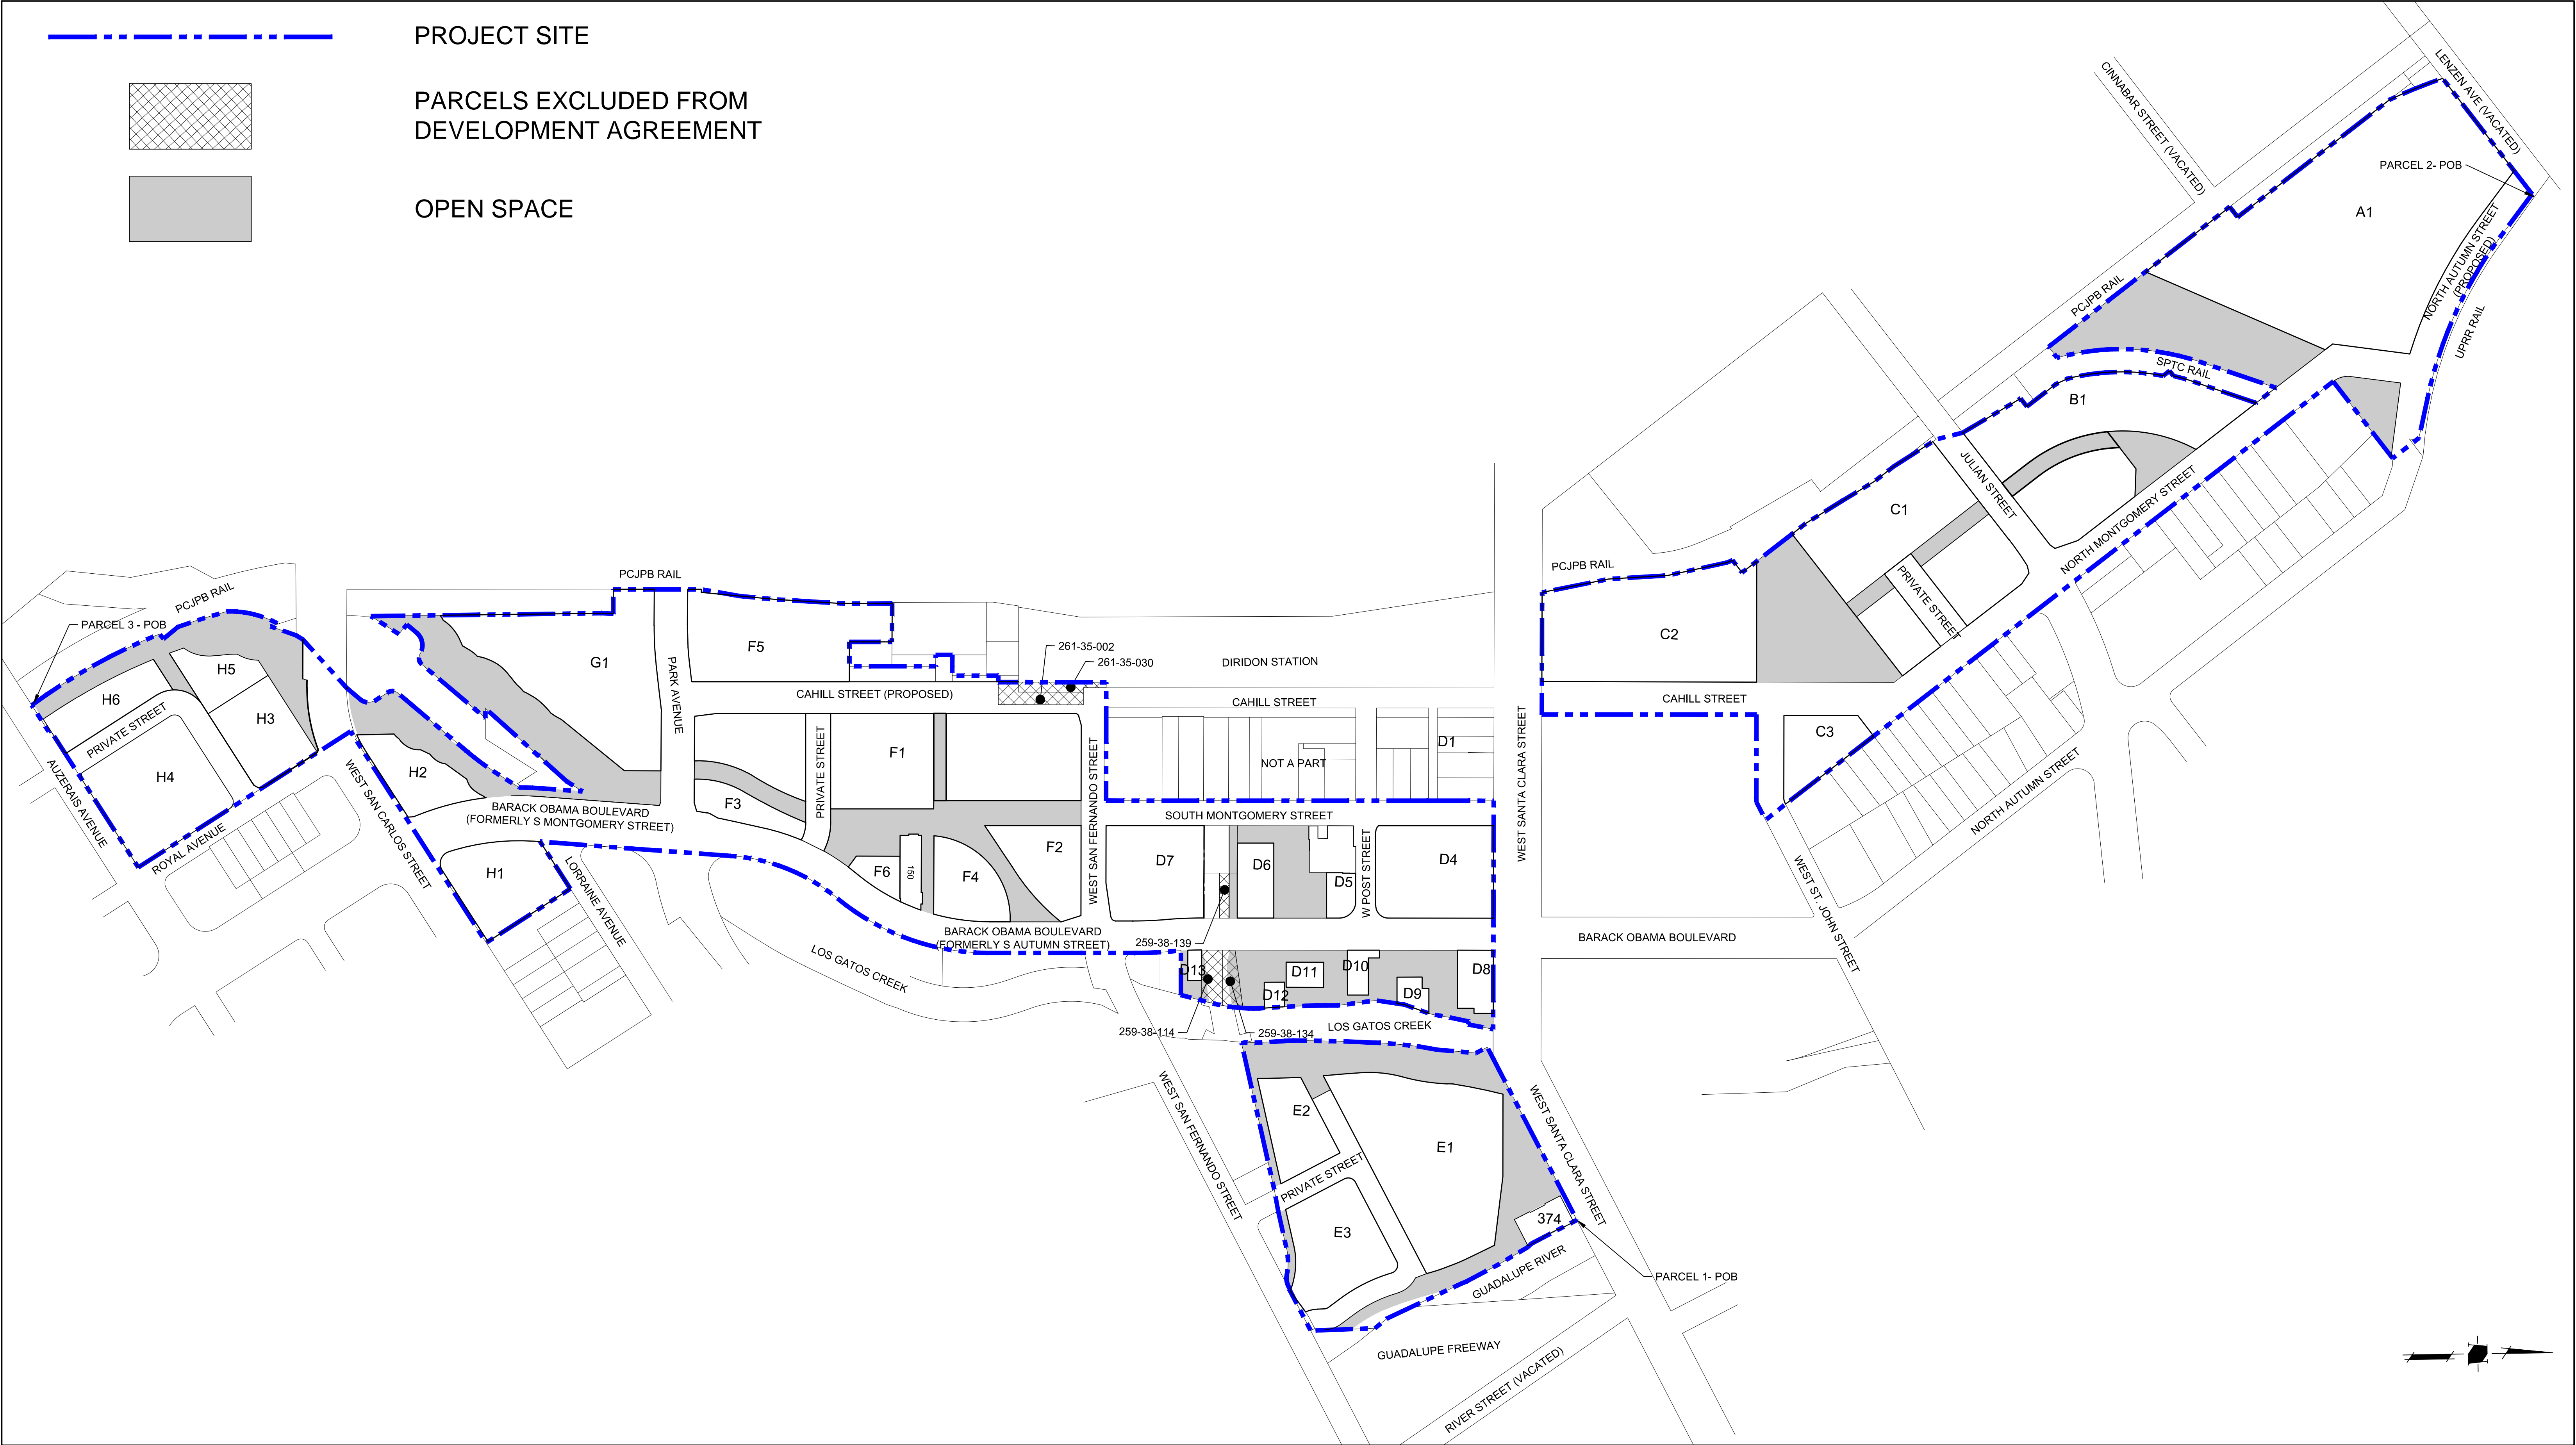 PROJECT SITE
PARCELS EXCLUDED FROM
DEVELOPMENT AGREEMENT
OPEN SPACE
LENZEN AVE (VACATED)
CINNABAR STREET (VACATED)
PARCEL 2- POB
A1
NORTH AUTUMN STREET
(PROPOSED)
UPRR RAIL
PCJPB RAIL
SPTC RAIL
B1
JULIAN STREET
C1
NORTH MONTGOMERY STREET
PRIVATE STREET
PCJPB RAIL
C2
CAHILL STREET
C3
NORTH AUTUMN STREET
WEST ST. JOHN STREET
BARACK OBAMA BOULEVARD
WEST SANTA CLARA STREET
PCJPB RAIL
PARCEL 3 - POB
H5
H6
H3
PRIVATE STREET
H4
AUZERAIS AVENUE
ROYAL AVENUE
WEST SAN CARLOS STREET
H2
H1
LORRAINE AVENUE
BARACK OBAMA BOULEVARD
(FORMERLY S MONTGOMERY STREET)
PCJPB RAIL
G1
PARK AVENUE
F5
CAHILL STREET (PROPOSED)
261-35-002
261-35-030
DIRIDON STATION
CAHILL STREET
D1
NOT A PART
F1
F3
PRIVATE STREET
F6
150
F4
F2
WEST SAN FERNANDO STREET
SOUTH MONTGOMERY STREET
D7
D6
D5
W POST STREET
D4
BARACK OBAMA BOULEVARD
(FORMERLY S AUTUMN STREET)
259-38-139
LOS GATOS CREEK
D13
D12
D11
D10
D9
D8
259-38-114
259-38-134
LOS GATOS CREEK
WEST SAN FERNANDO STREET
E2
E1
PRIVATE STREET
E3
374
WEST SANTA CLARA STREET
GUADALUPE RIVER
PARCEL 1- POB
GUADALUPE FREEWAY
RIVER STREET (VACATED)